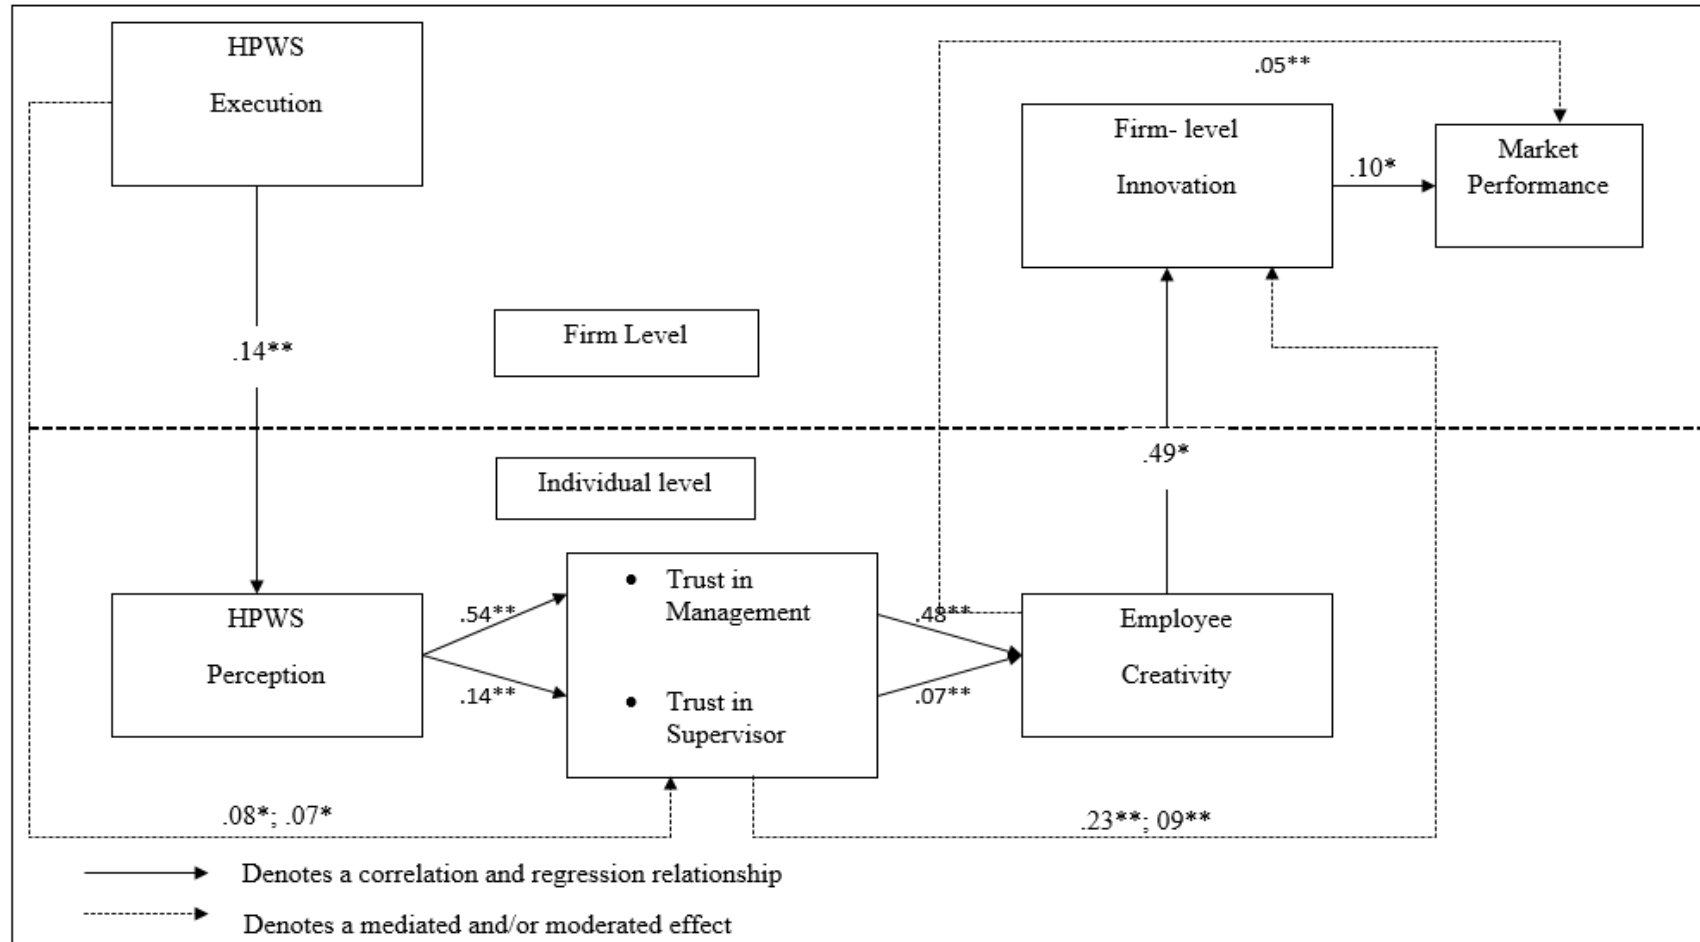 HPWS
Execution
.05**
Firm- level
Innovation
.10*
Market
Performance
.14**
Firm Level
.49*
Individual level
HPWS
Perception
.54**
.14**
• Trust in
Management
• Trust in
Supervisor
.48**
.07**
Employee
Creativity
.08*; .07*
.23**; 09**
Denotes a correlation and regression relationship
Denotes a mediated and/or moderated effect